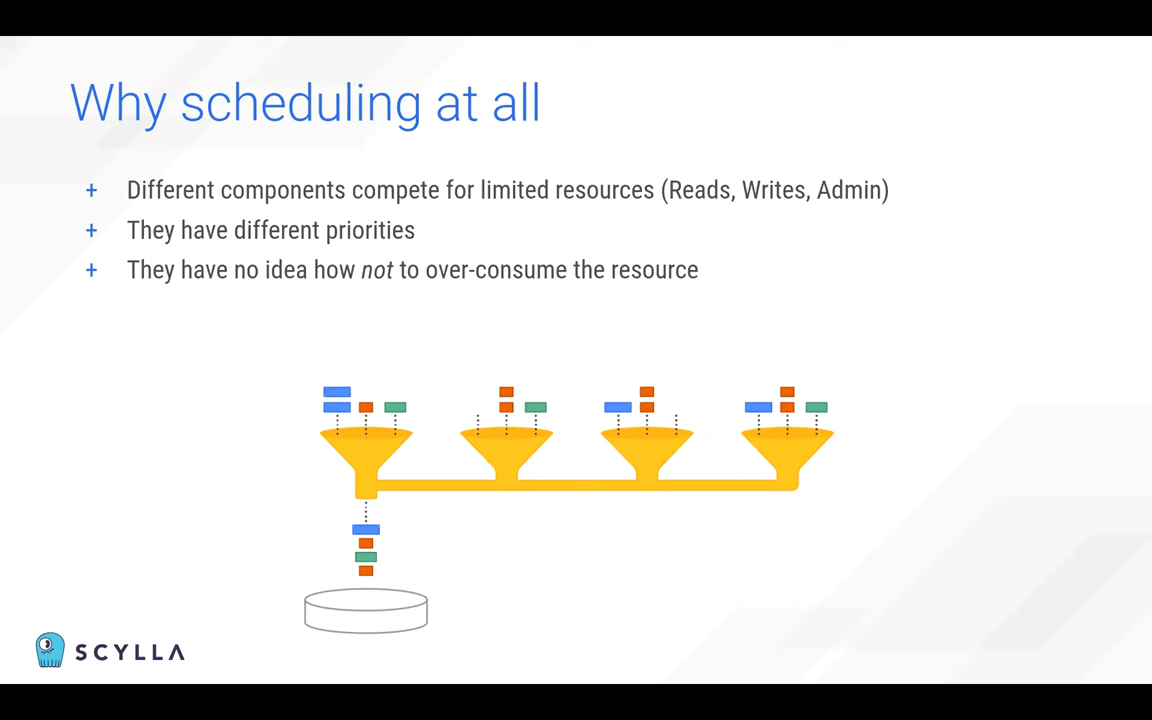 Why scheduling at all
+ Different components compete for limited resources (Reads, Writes, Admin)
+ They have different priorities
+ They have no idea how not to over-consume the resource
SCYLLA